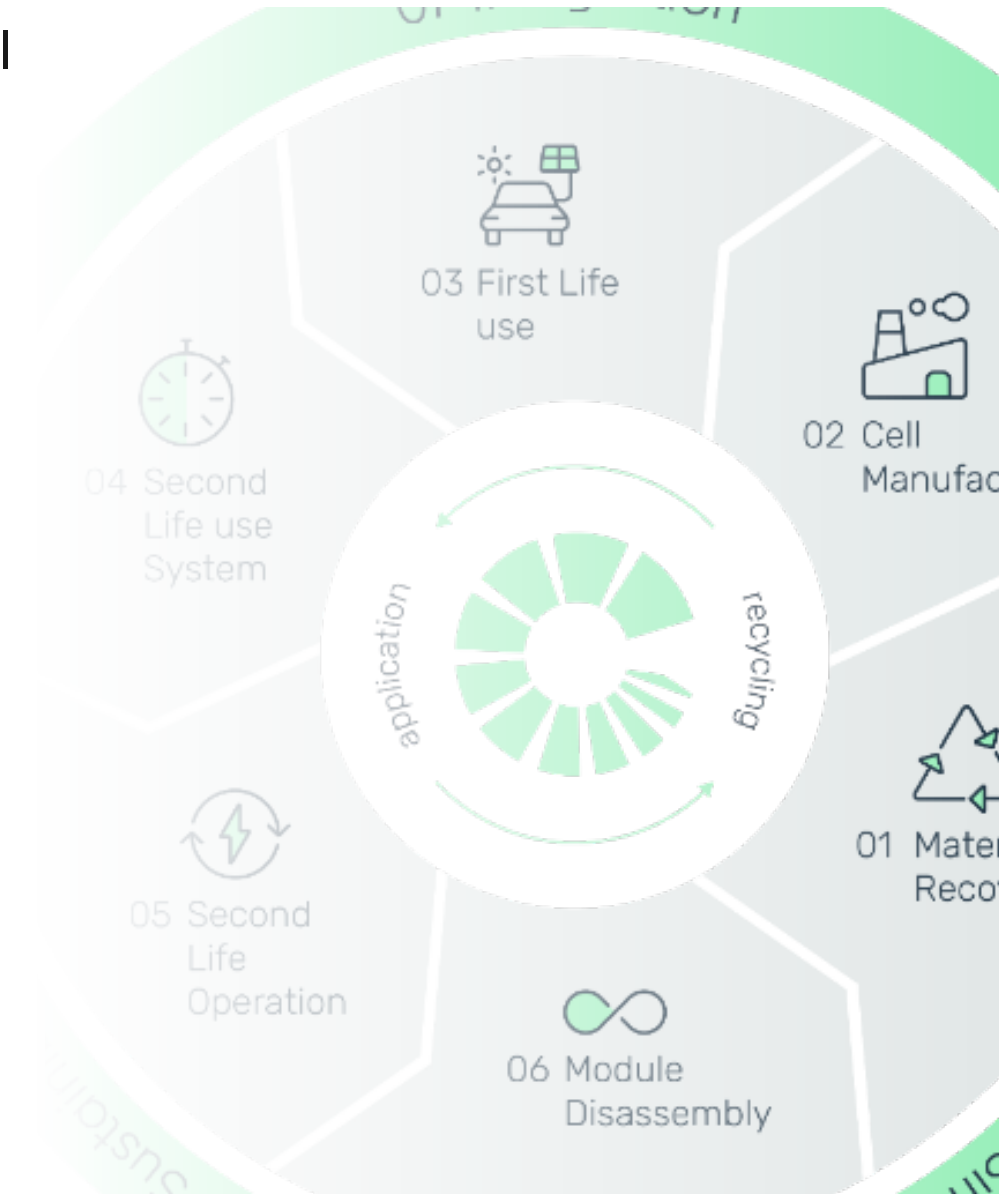 03 First Life
use
02 Cell
04 Second
Life use
System
application
recycling
01
05 Second
Life
Operation
06 Module
Disassembly